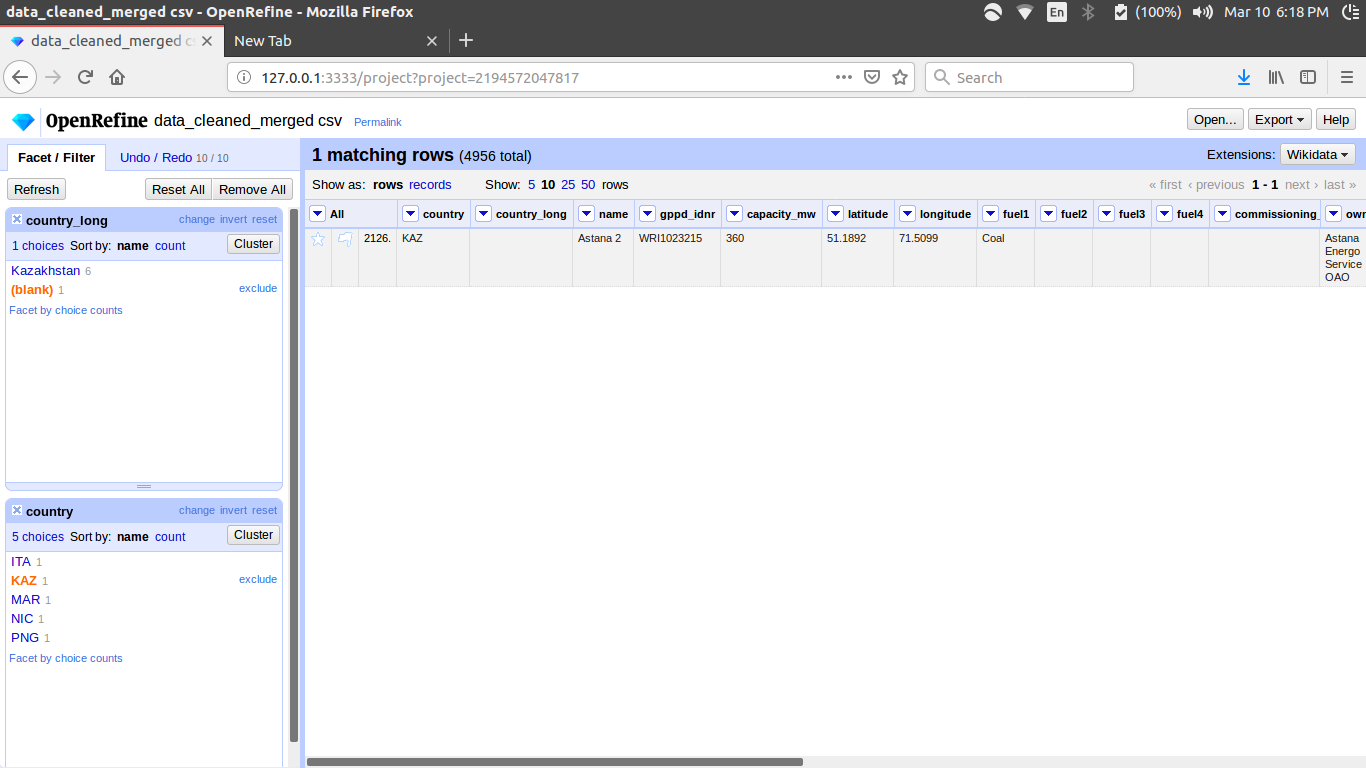 data_cleaned_merged csv - OpenRefine - Mozilla Firefox
En (100%) Mar 10 6:18 PM
data_cleaned_merged c
New Tab
127.0.0.1:3333/project?project=2194572047817
Search
OpenRefine data_cleaned_merged csv Permalink
Open... Export Help
Facet / Filter Undo / Redo 10 / 10
1 matching rows (4956 total)
Extensions: Wikidata
Refresh Reset All Remove All
Show as: rows records Show: 5 10 25 50 rows
« first ‹ previous 1 - 1 next › last »
country_long change invert reset
1 choices Sort by: name count Cluster
Kazakhstan 6
(blank) 1 exclude
Facet by choice counts
country change invert reset
5 choices Sort by: name count Cluster
ITA 1
KAZ 1 exclude
MAR 1
NIC 1
PNG 1
Facet by choice counts
All country country_long name gppd_idnr capacity_mw latitude longitude fuel1 fuel2 fuel3 fuel4 commissioning_ own
2126. KAZ Astana 2 WRI1023215 360 51.1892 71.5099 Coal Astana
Energo
Service
OAO